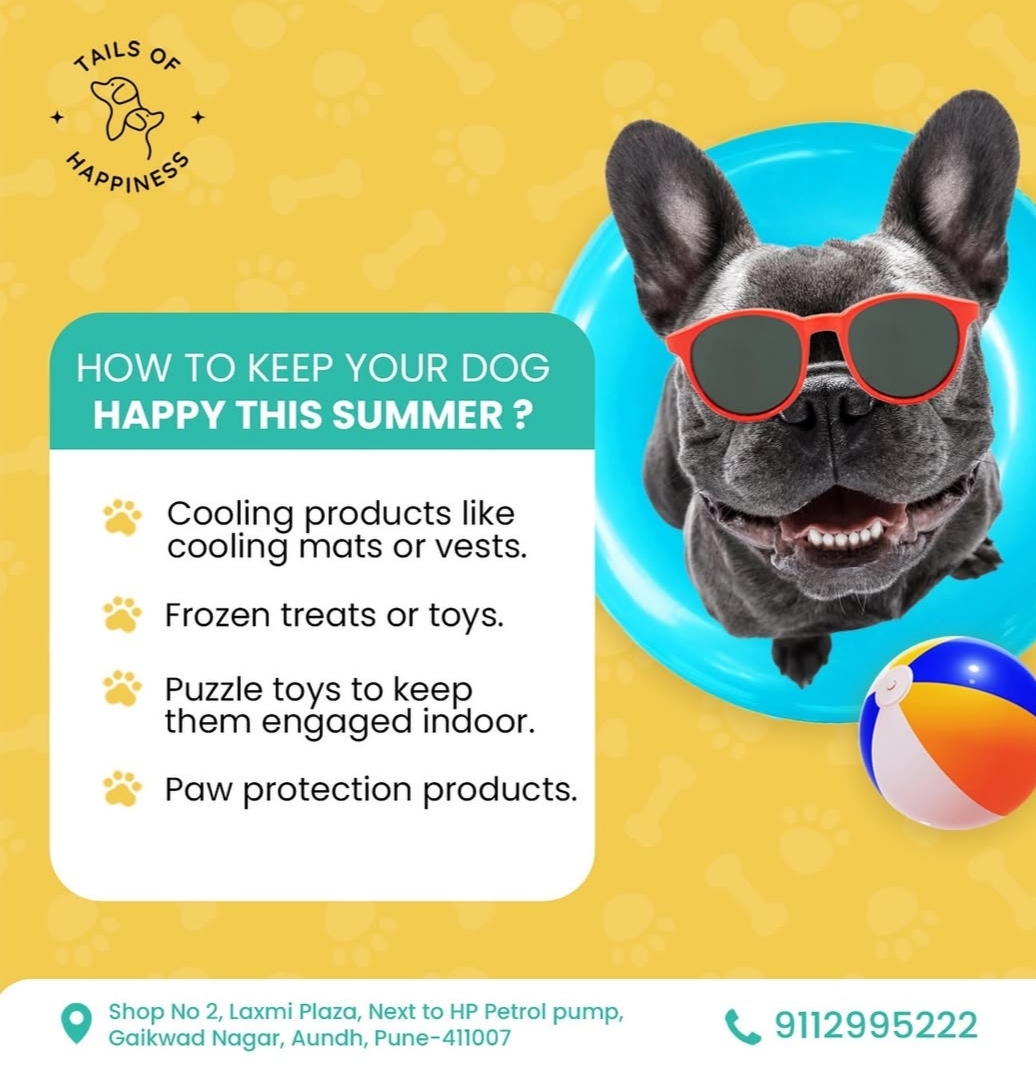 TAILS OF
HAPPINESS
HOW TO KEEP YOUR DOG
HAPPY THIS SUMMER ?
Cooling products like
cooling mats or vests.
Frozen treats or toys.
Puzzle toys to keep
them engaged indoor.
Paw protection products.
Shop No 2, Laxmi Plaza, Next to HP Petrol pump,
Gaikwad Nagar, Aundh, Pune-411007
9112995222